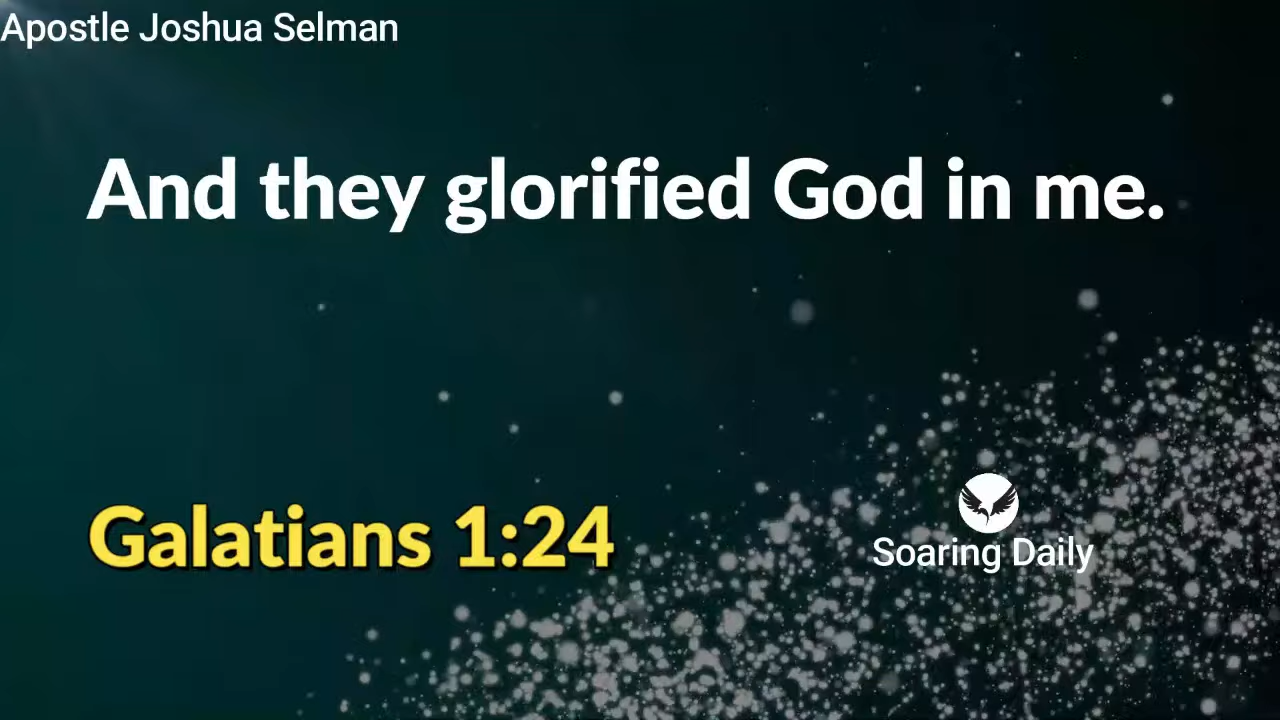 Apostle Joshua Selman
And they glorified God in me.
Galatians 1:24
Soaring Daily